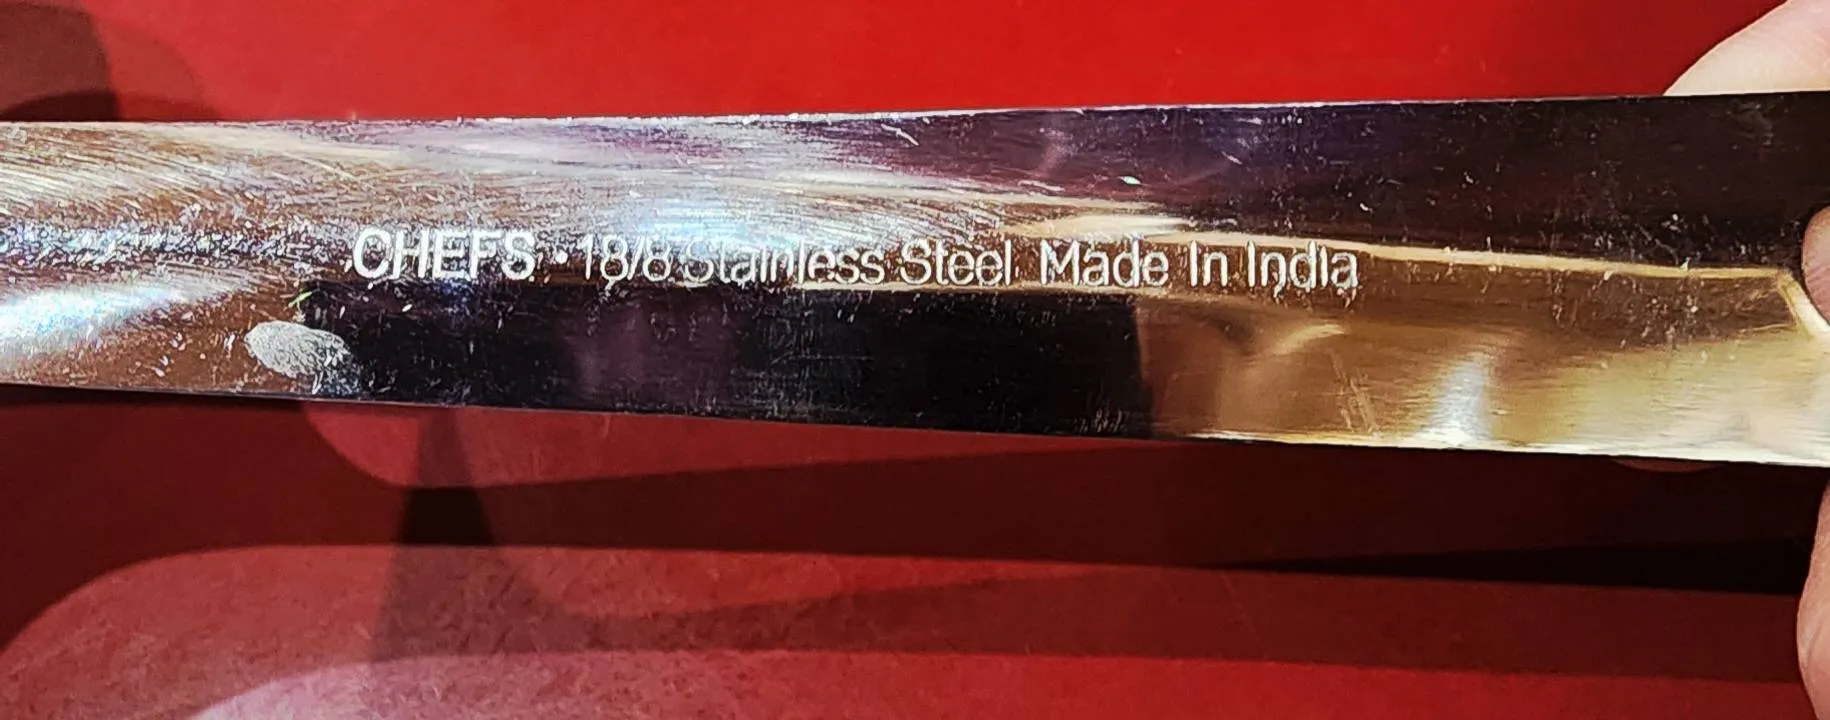 CHEFS · 18/8 Stainless Steel Made In India